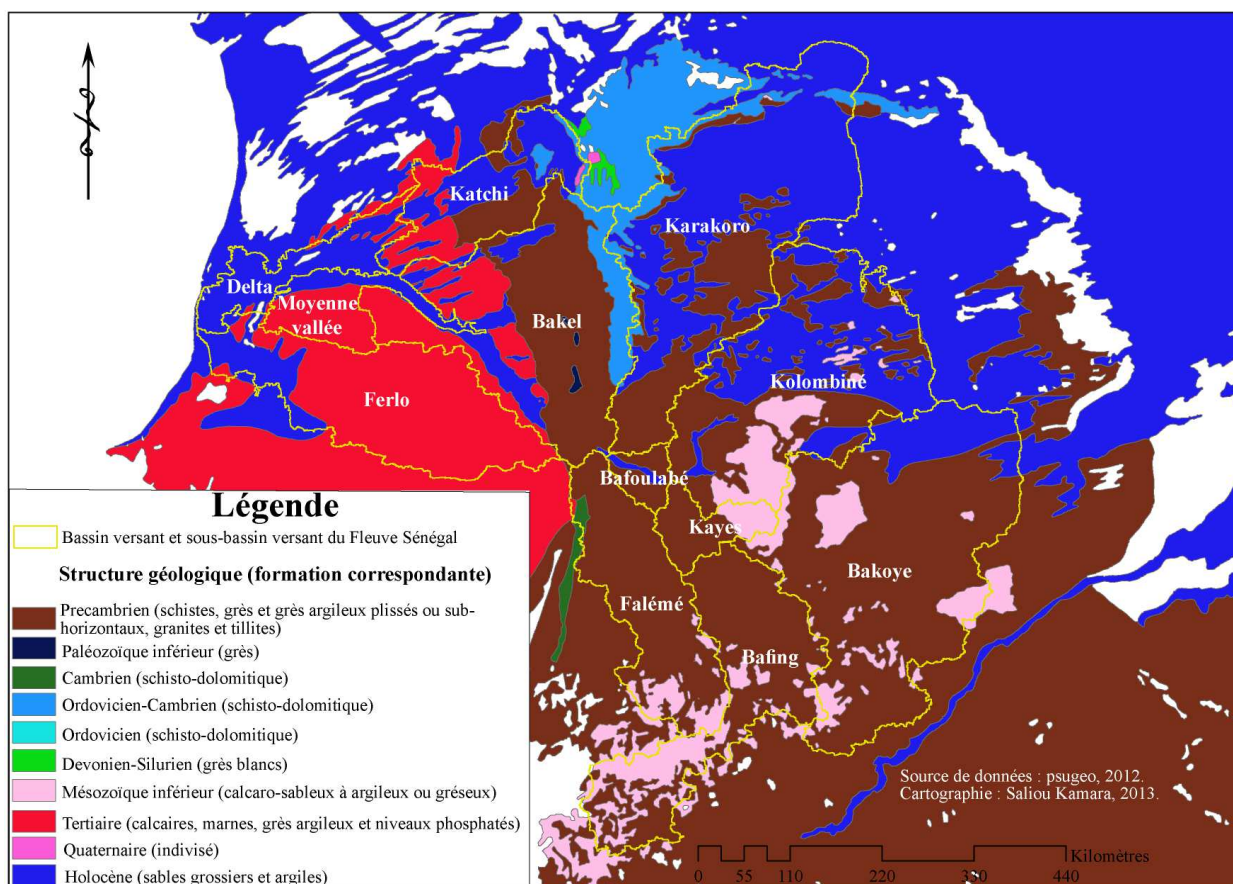 Katchi
Karakoro
Delta
Moyenne
vallée
Bakel
Ferlo
Kolombiné
Bafoulabé
Kayes
Bakoye
Falémé
Bafing
Légende
Bassin versant et sous-bassin versant du Fleuve Sénégal
Structure géologique (formation correspondante)
Precambrien (schistes, grès et grès argileux plissés ou sub-
horizontaux, granites et tillites)
Paléozoïque inférieur (grès)
Cambrien (schisto-dolomitique)
Ordovicien-Cambrien (schisto-dolomitique)
Ordovicien (schisto-dolomitique)
Devonien-Silurien (grès blancs)
Mésozoïque inférieur (calcaro-sableux à argileux ou gréseux)
Tertiaire (calcaires, marnes, grès argileux et niveaux phosphatés)
Quaternaire (indivisé)
Holocène (sables grossiers et argiles)
Source de données : psugeo, 2012.
Cartographie : Saliou Kamara, 2013.
Kilomètres
0 55 110 220 330 440